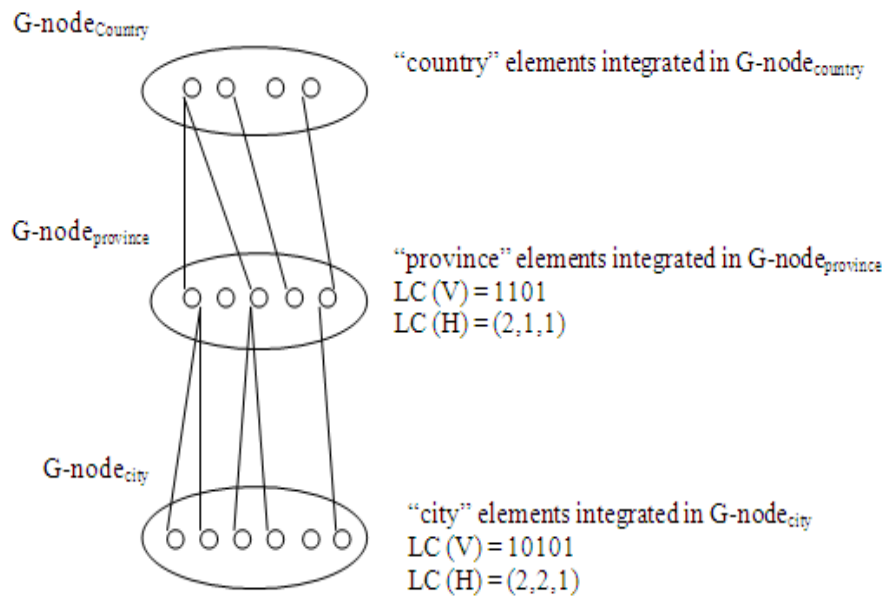 G-nodeCountry
“country” elements integrated in G-nodecountry
G-nodeprovince
“province” elements integrated in G-nodeprovince
LC (V) = 1101
LC (H) = (2,1,1)
G-nodecity
“city” elements integrated in G-nodecity
LC (V) = 10101
LC (H) = (2,2,1)